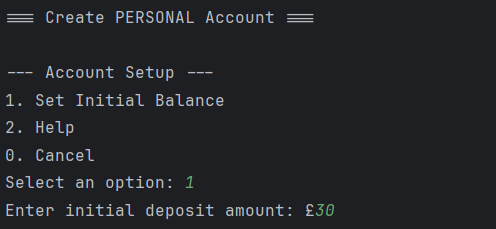 === Create PERSONAL Account ===
--- Account Setup ---
1. Set Initial Balance
2. Help
0. Cancel
Select an option: 1
Enter initial deposit amount: £30